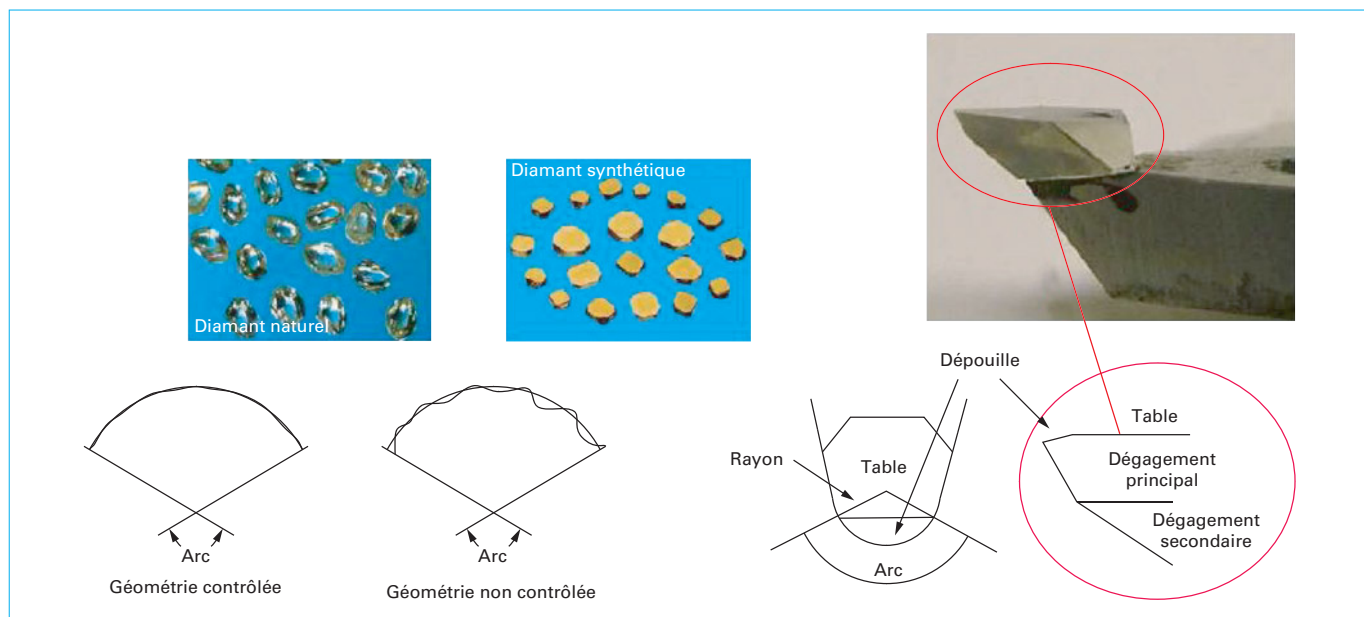 Diamant naturel
Diamant synthétique
Arc
Géométrie contrôlée
Arc
Géométrie non contrôlée
Dépouille
Rayon
Table
Arc
Table
Dégagement
principal
Dégagement
secondaire